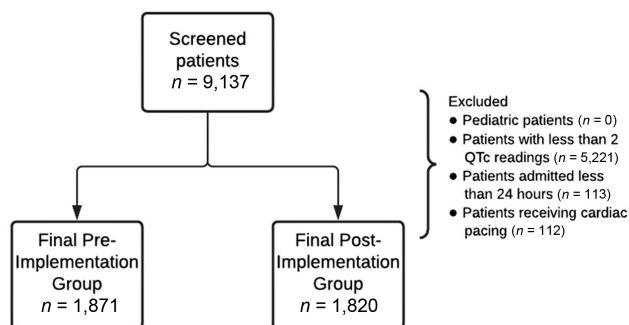 Screened
patients
n = 9,137
Excluded
● Pediatric patients (n = 0)
● Patients with less than 2
QTc readings (n = 5,221)
● Patients admitted less
than 24 hours (n = 113)
● Patients receiving cardiac
pacing (n = 112)
Final Pre-
Implementation
Group
n = 1,871
Final Post-
Implementation
Group
n = 1,820